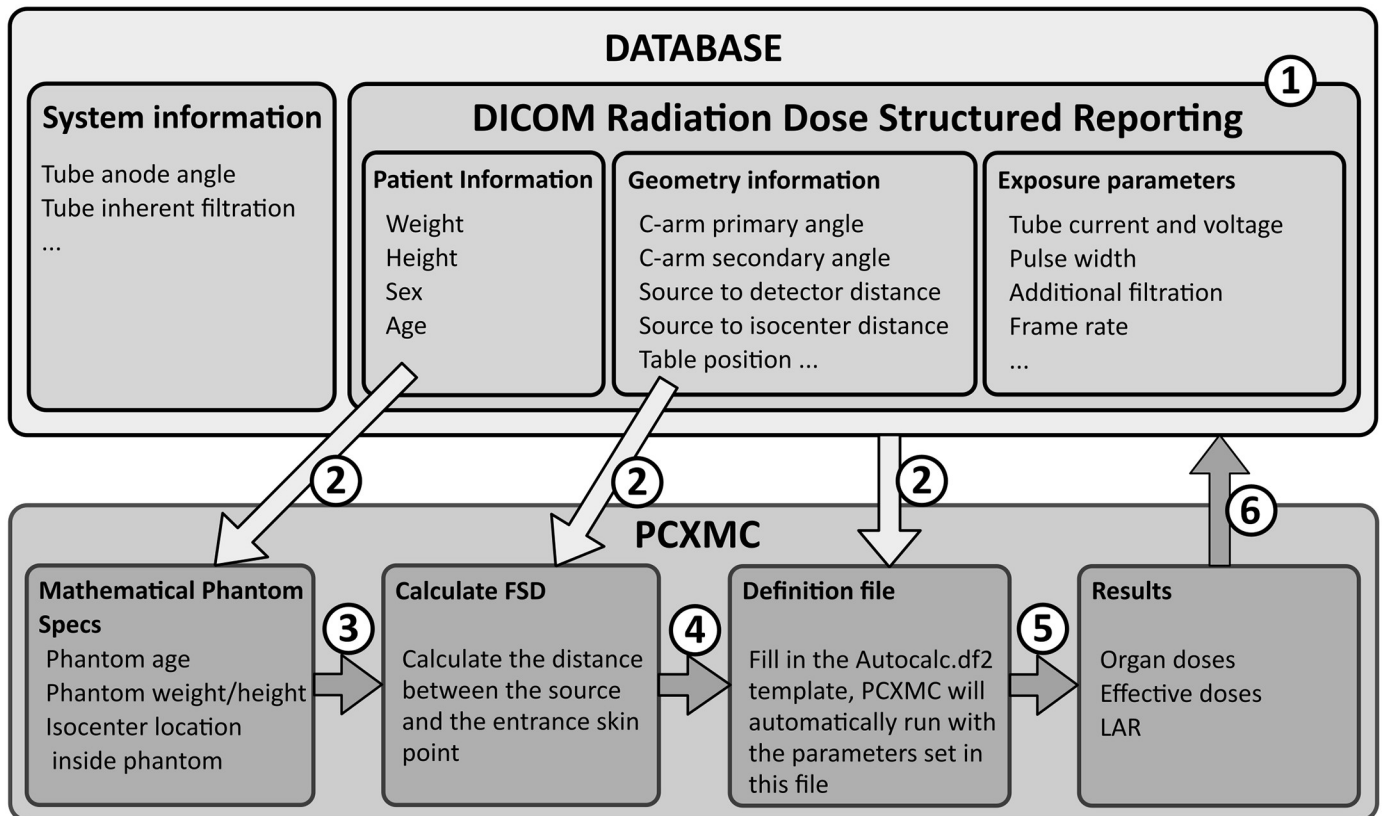 DATABASE
1
System information
Tube anode angle
Tube inherent filtration
...
DICOM Radiation Dose Structured Reporting
Patient Information
Weight
Height
Sex
Age
Geometry information
C-arm primary angle
C-arm secondary angle
Source to detector distance
Source to isocenter distance
Table position ...
Exposure parameters
Tube current and voltage
Pulse width
Additional filtration
Frame rate
...
2
2
2
6
PCXMC
Mathematical Phantom
Specs
Phantom age
Phantom weight/height
Isocenter location
inside phantom
3
Calculate FSD
Calculate the distance
between the source
and the entrance skin
point
4
Definition file
Fill in the Autocalc.df2
template, PCXMC will
automatically run with
the parameters set in
this file
5
Results
Organ doses
Effective doses
LAR